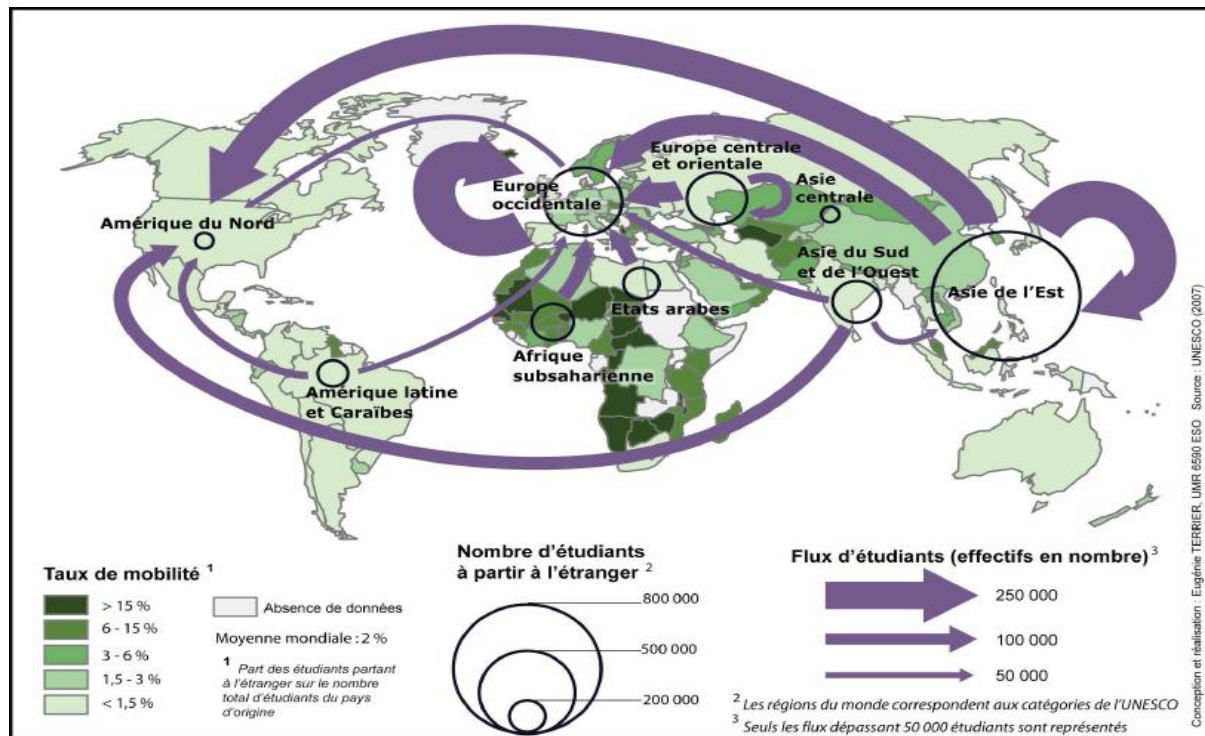 Europe centrale
et orientale
Asie
centrale
Europe
occidentale
Amérique du Nord
Asie du Sud
et de l'Ouest
Asie de l'Est
Etats arabes
Afrique
subsaharienne
Amérique latine
et Caraïbes
Taux de mobilité 1
> 15 %
6 - 15 %
3 - 6 %
1,5 - 3 %
< 1,5 %
Absence de données
Moyenne mondiale : 2 %
1 Part des étudiants partant
à l'étranger sur le nombre
total d'étudiants du pays
d'origine
Nombre d'étudiants
à partir à l'étranger 2
800 000
500 000
200 000
Flux d'étudiants (effectifs en nombre) 3
250 000
100 000
50 000
2 Les régions du monde correspondent aux catégories de l'UNESCO
3 Seuls les flux dépassant 50 000 étudiants sont représentés
Conception et réalisation : Eugénie TERRIER, UMR 6590 ESO Source : UNESCO (2007)